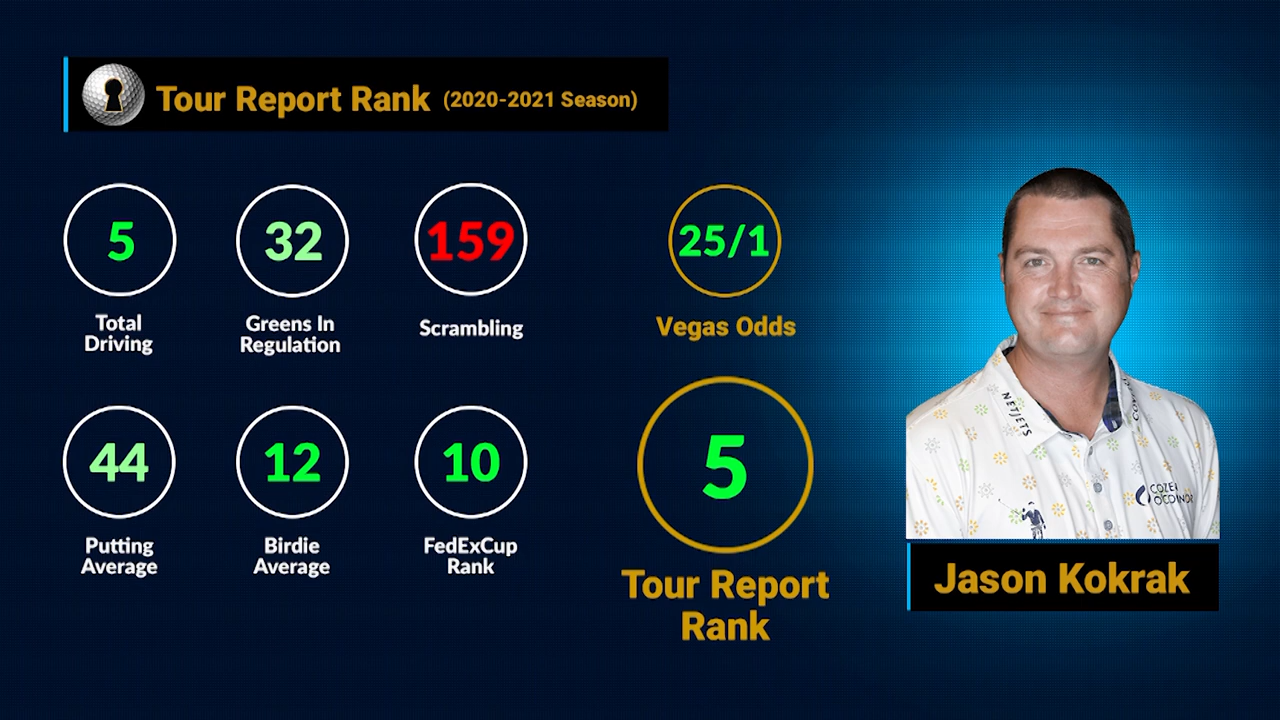 Tour Report Rank (2020-2021 Season)
5
32
159
25/1
Total
Driving
Greens In
Regulation
Scrambling
Vegas Odds
44
12
10
5
Putting
Average
Birdie
Average
FedExCup
Rank
Tour Report
Rank
NETJETS
Jason Kokrak